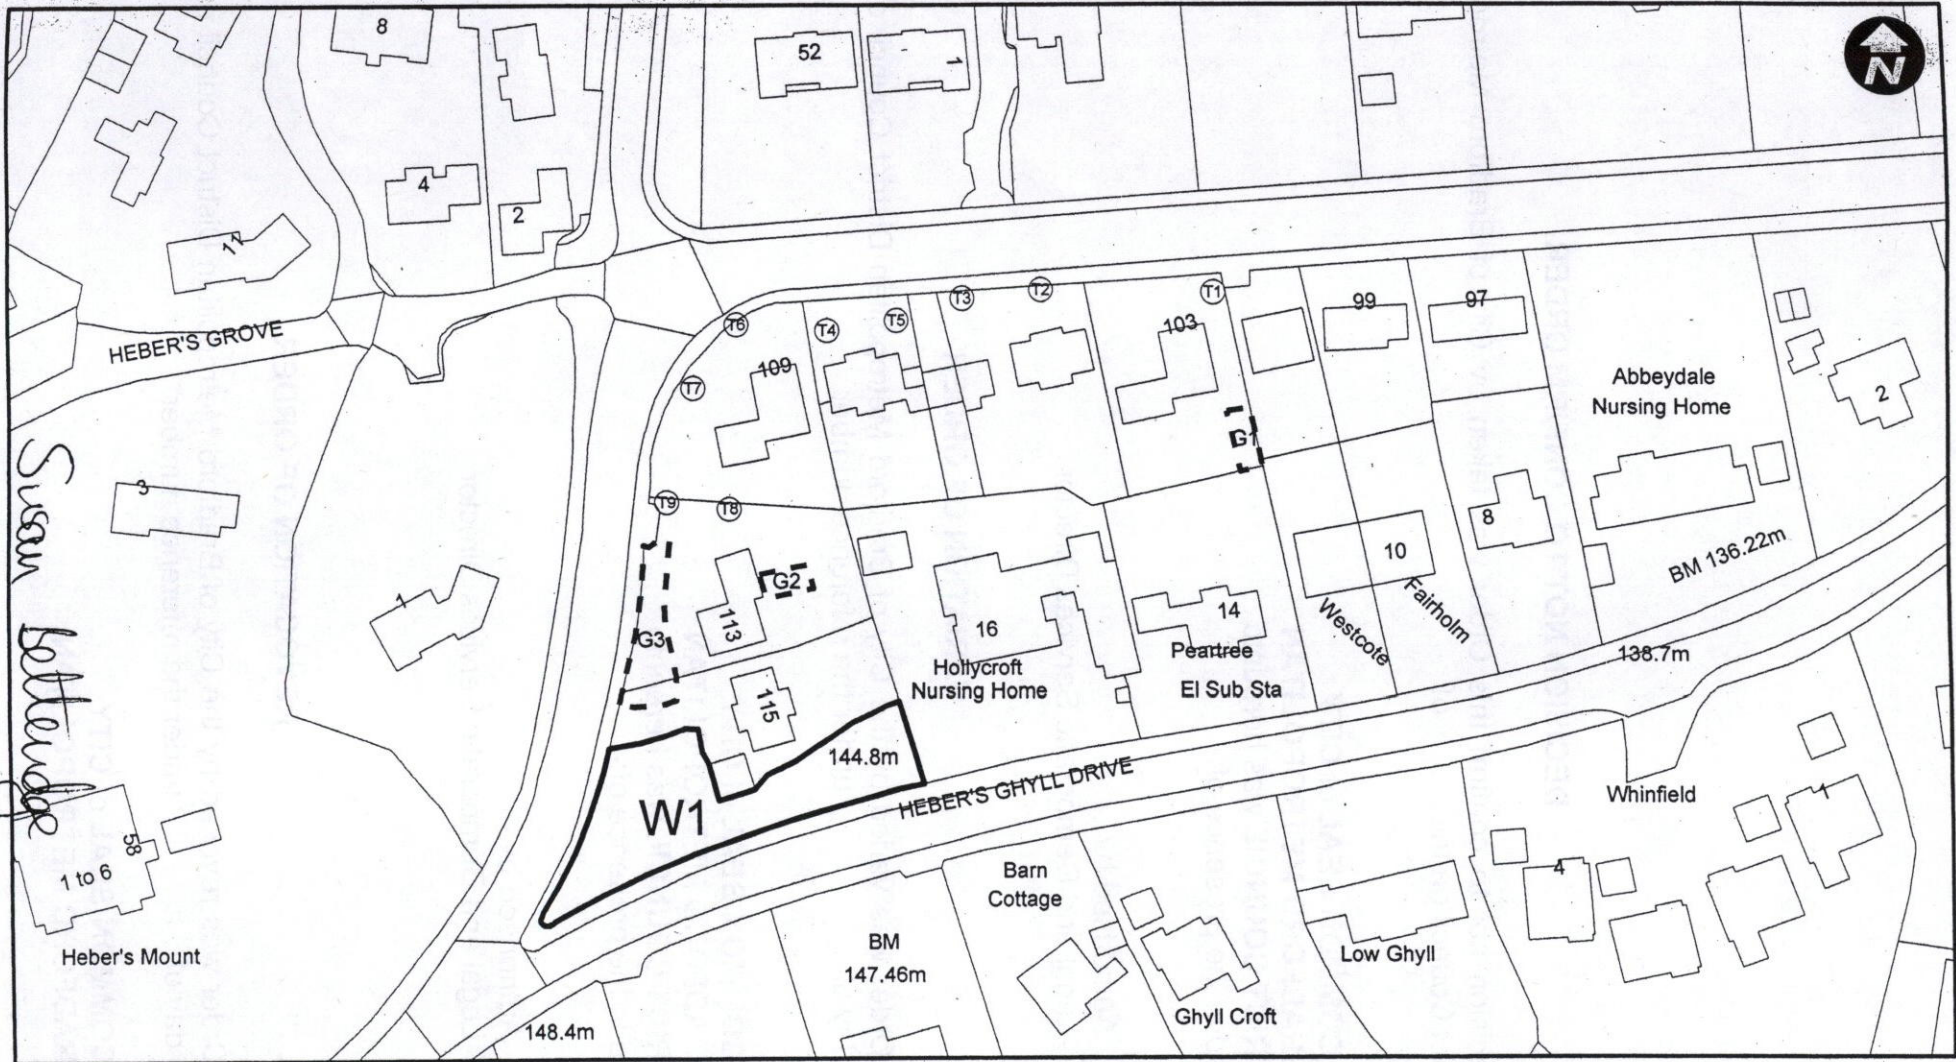 N
8
52
1
4
2
11
HEBER'S GROVE
T6
T4
T5
T3
T2
T1
T7
109
103
99
97
Abbeydale
Nursing Home
2
G1
3
T9
T8
8
10
BM 136.22m
1
G2
G3
113
16
14
Fairholm
Westcote
Hollycroft
Nursing Home
Peartree
El Sub Sta
138.7m
115
144.8m
HEBER'S GHYLL DRIVE
W1
Whinfield
1
58
1 to 6
Barn
Cottage
4
Heber's Mount
BM
147.46m
Low Ghyll
Ghyll Croft
148.4m
Susan Betteridge